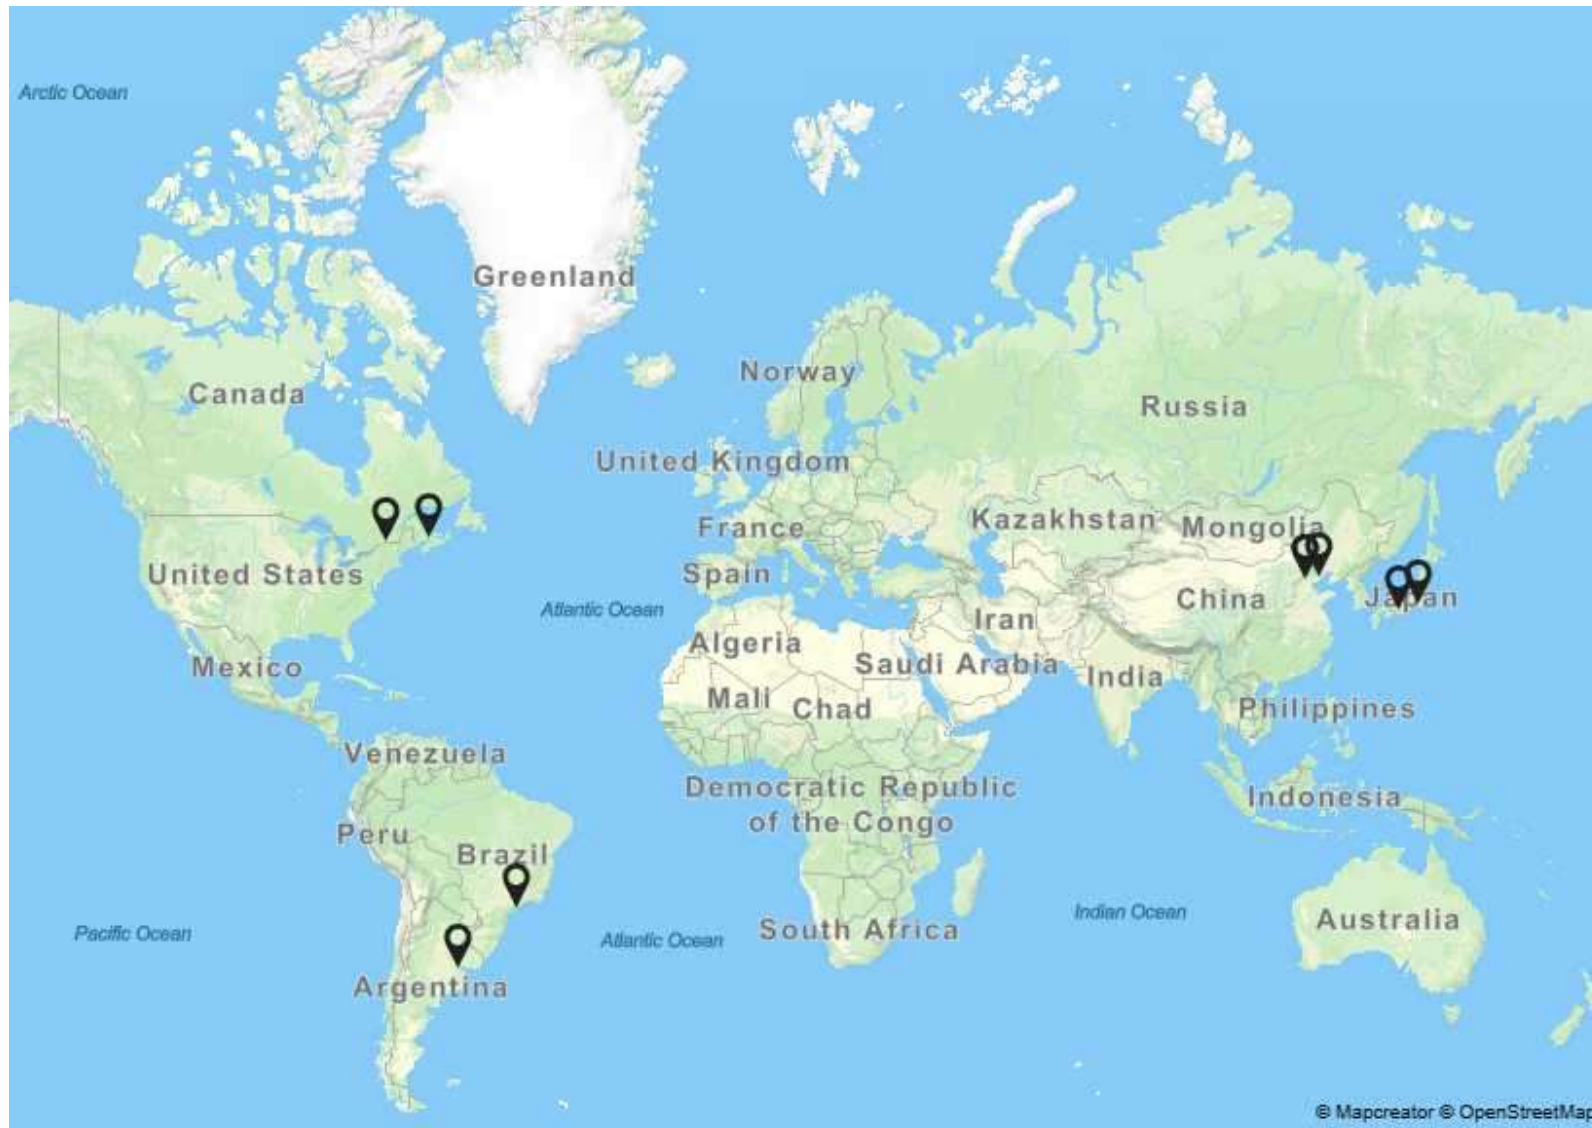 Arctic Ocean
Greenland
Norway
Canada
Russia
United Kingdom
Kazakhstan
Mongolia
France
United States
Spain
China
Japan
Atlantic Ocean
Iran
Algeria
Saudi Arabia
Mexico
India
Mali
Chad
Philippines
Venezuela
Democratic Republic
of the Congo
Indonesia
Peru
Brazil
Indian Ocean
Australia
Pacific Ocean
Atlantic Ocean
South Africa
Argentina
© Mapcreator © OpenStreetMap